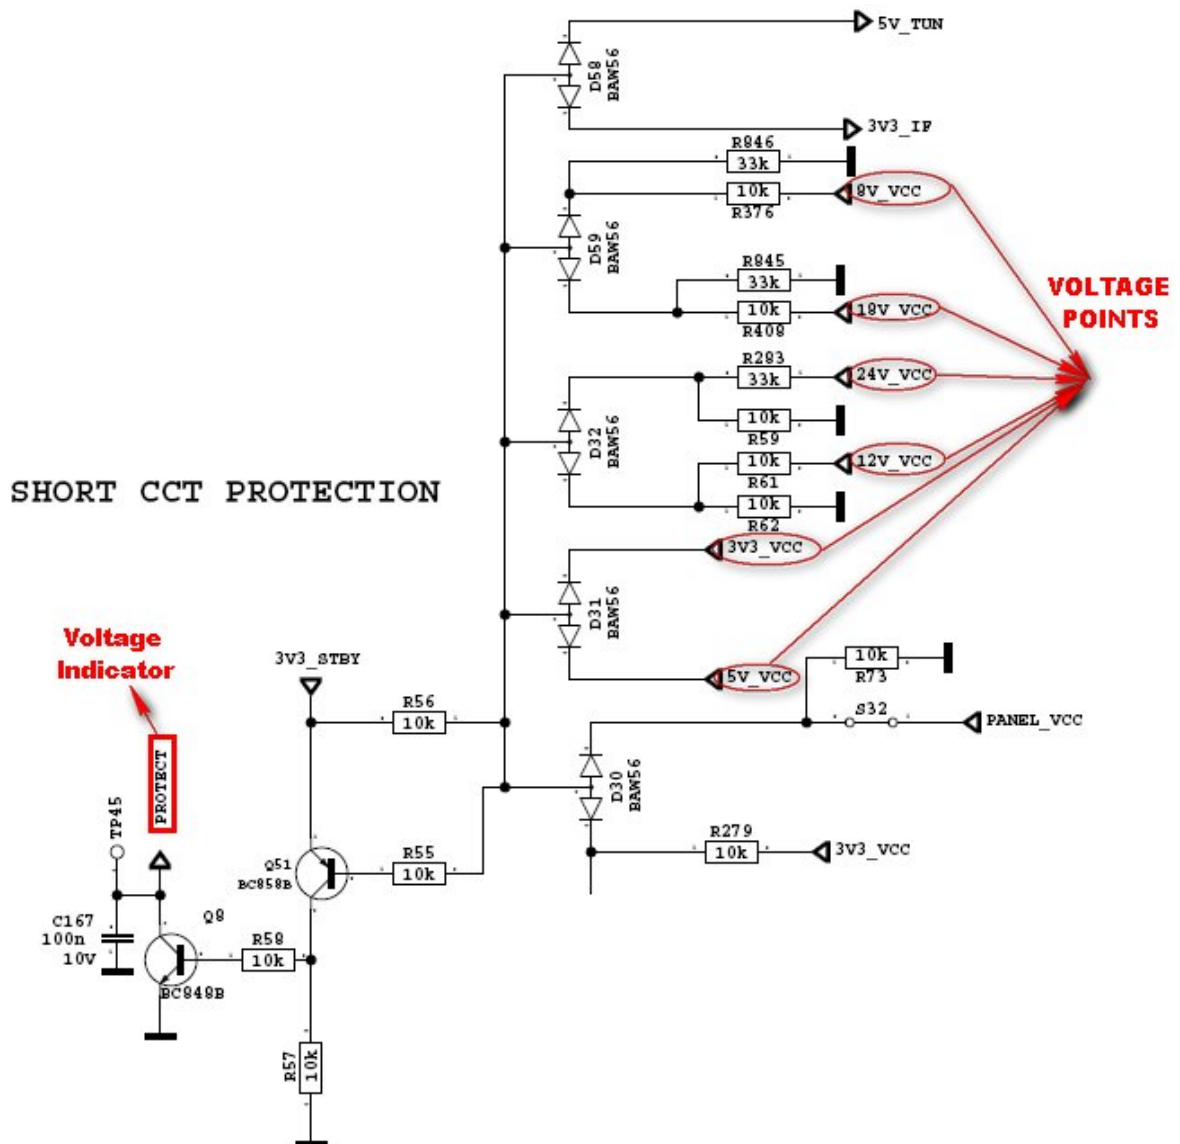 5V_TUN
D58
BAW56
3V3_IF
R846
33k
10k
8V_VCC
R376
D59
BAW56
R845
33k
VOLTAGE
POINTS
10k
18V_VCC
R408
R283
33k
24V_VCC
D32
BAW56
10k
R59
10k
12V_VCC
R61
10k
R62
SHORT CCT PROTECTION
3V3_VCC
D31
BAW56
Voltage
Indicator
3V3_STBY
5V_VCC
10k
R73
R56
10k
S32
PANEL_VCC
PROTECT
TP45
D30
BAW56
R279
10k
3V3_VCC
Q51
BC858B
R55
10k
C167
100n
10V
Q8
BC848B
R58
10k
R57
10k